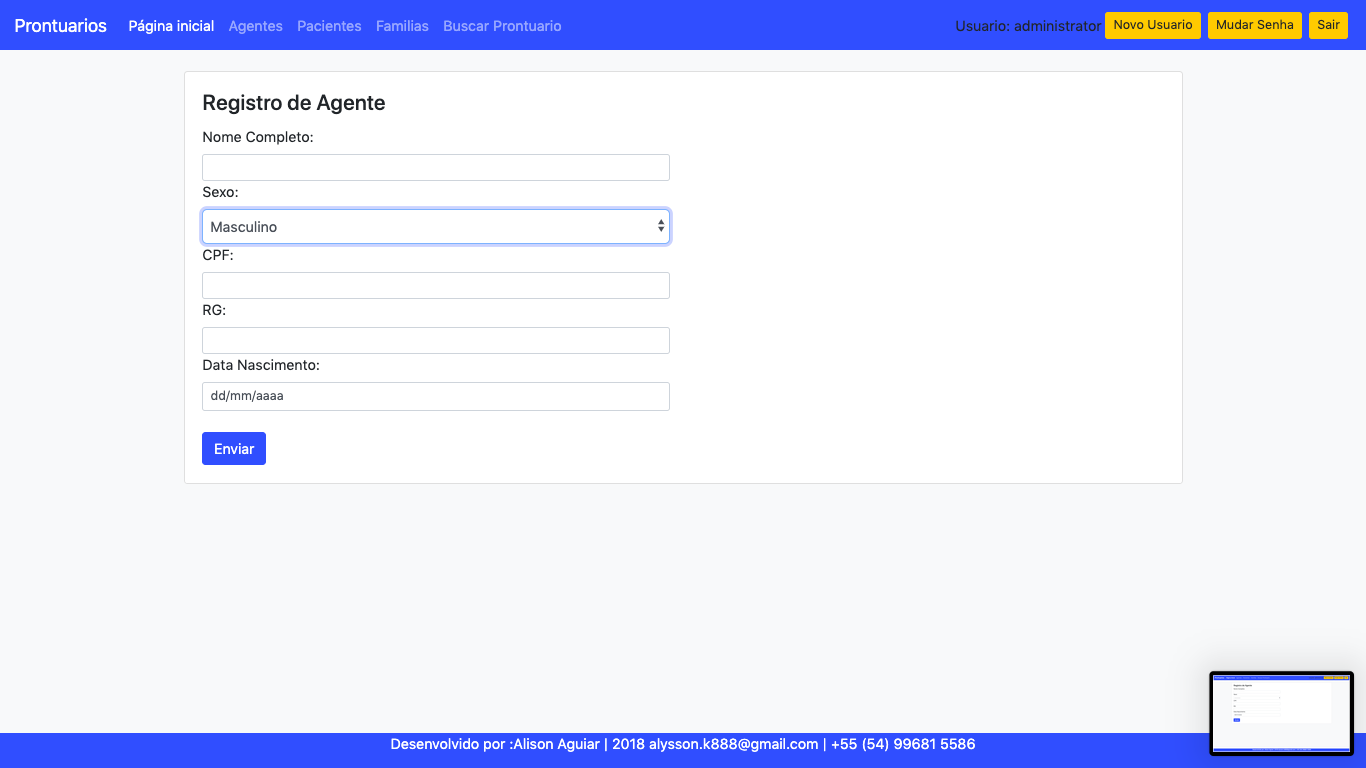 Prontuarios Página inicial Agentes Pacientes Familias Buscar Prontuario Usuario: administrator Novo Usuario Mudar Senha Sair
Registro de Agente
Nome Completo:
Sexo:
Masculino
CPF:
RG:
Data Nascimento:
dd/mm/aaaa
Enviar
Desenvolvido por :Alison Aguiar | 2018 alysson.k888@gmail.com | +55 (54) 99681 5586